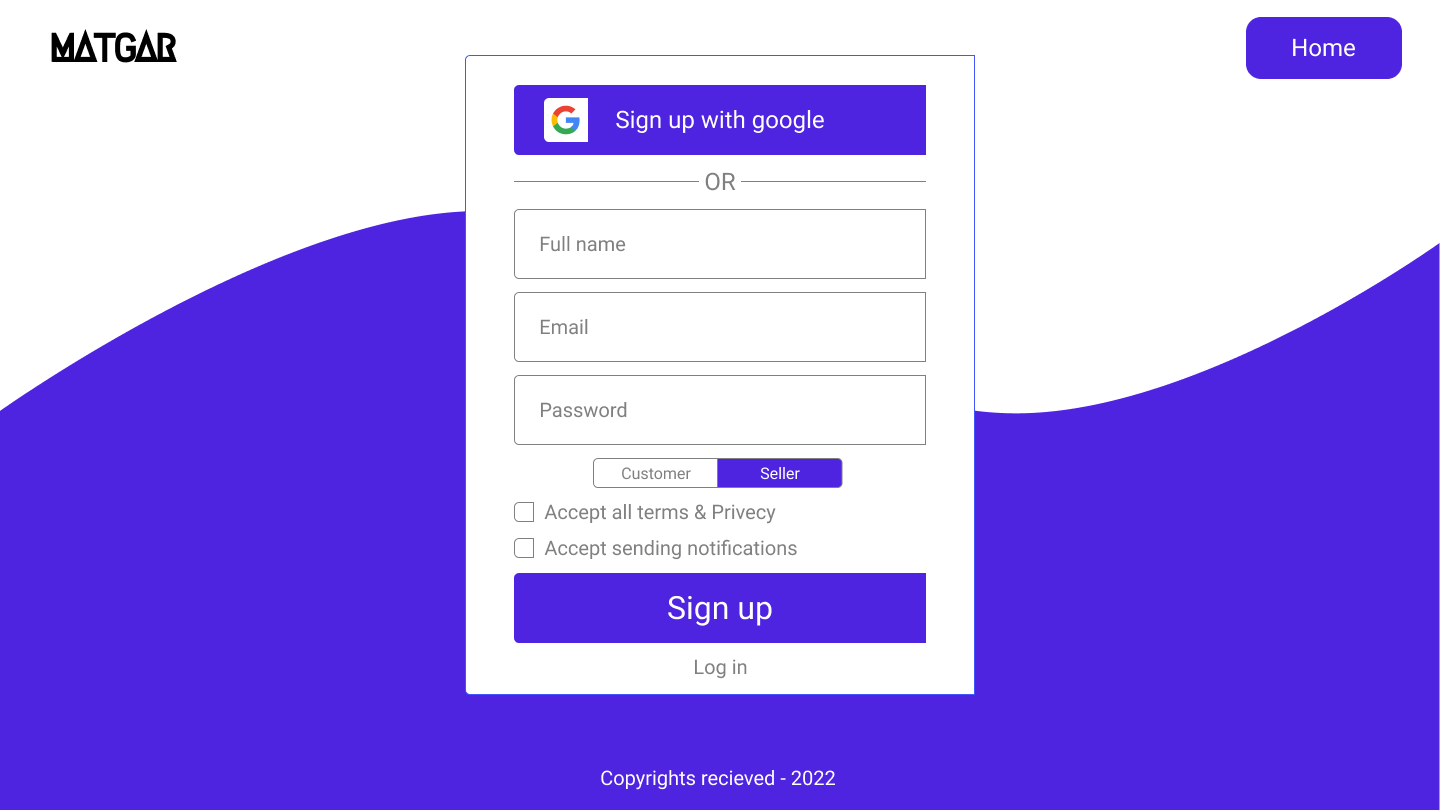 MATGAR
Home
Sign up with google
OR
Full name
Email
Password
Customer
Seller
Accept all terms & Privecy
Accept sending notifications
Sign up
Log in
Copyrights recieved - 2022